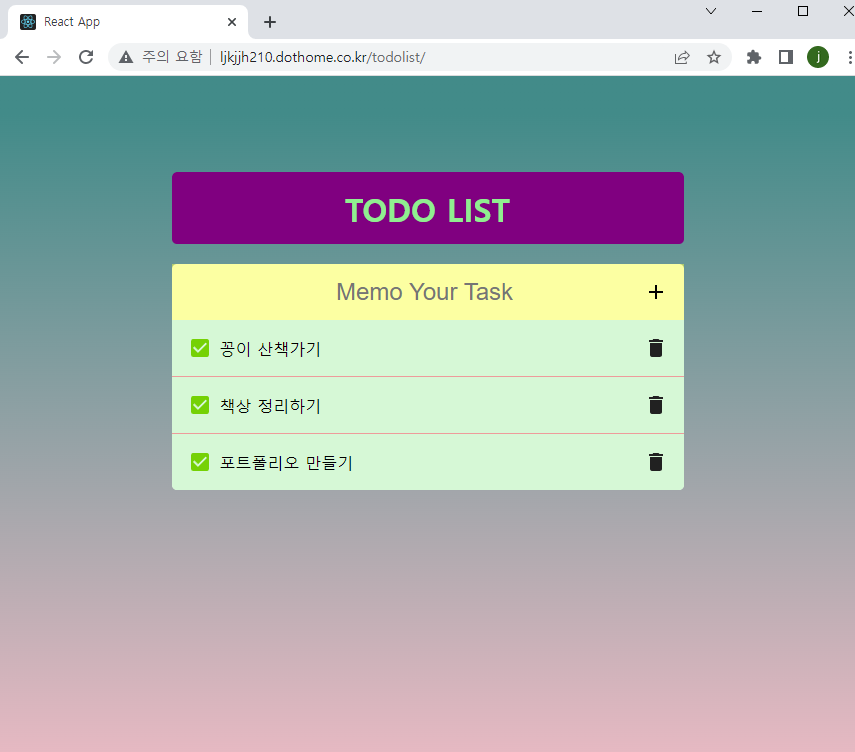 React App
주의 요함
ljkjjh210.dothome.co.kr/todolist/
j
TODO LIST
Memo Your Task
꽁이 산책가기
책상 정리하기
포트폴리오 만들기